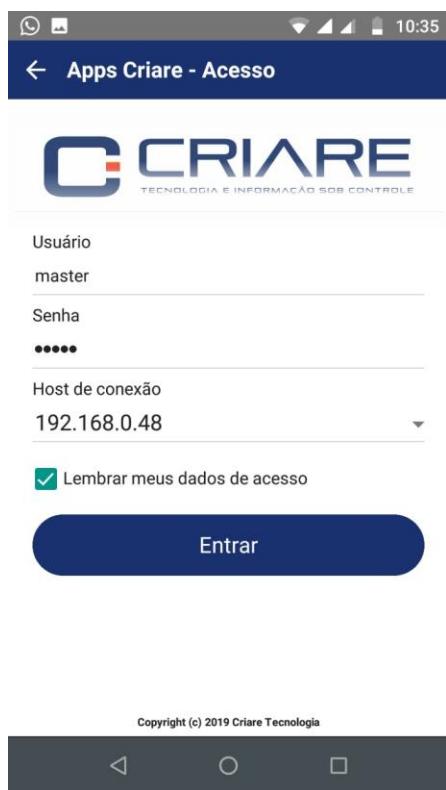 10:35
Apps Criare - Acesso
CRIARE
TECNOLOGIA E INFORMAÇÃO SOB CONTROLE
Usuário
master
Senha
•••••
Host de conexão
192.168.0.48
Lembrar meus dados de acesso
Entrar
Copyright (c) 2019 Criare Tecnologia